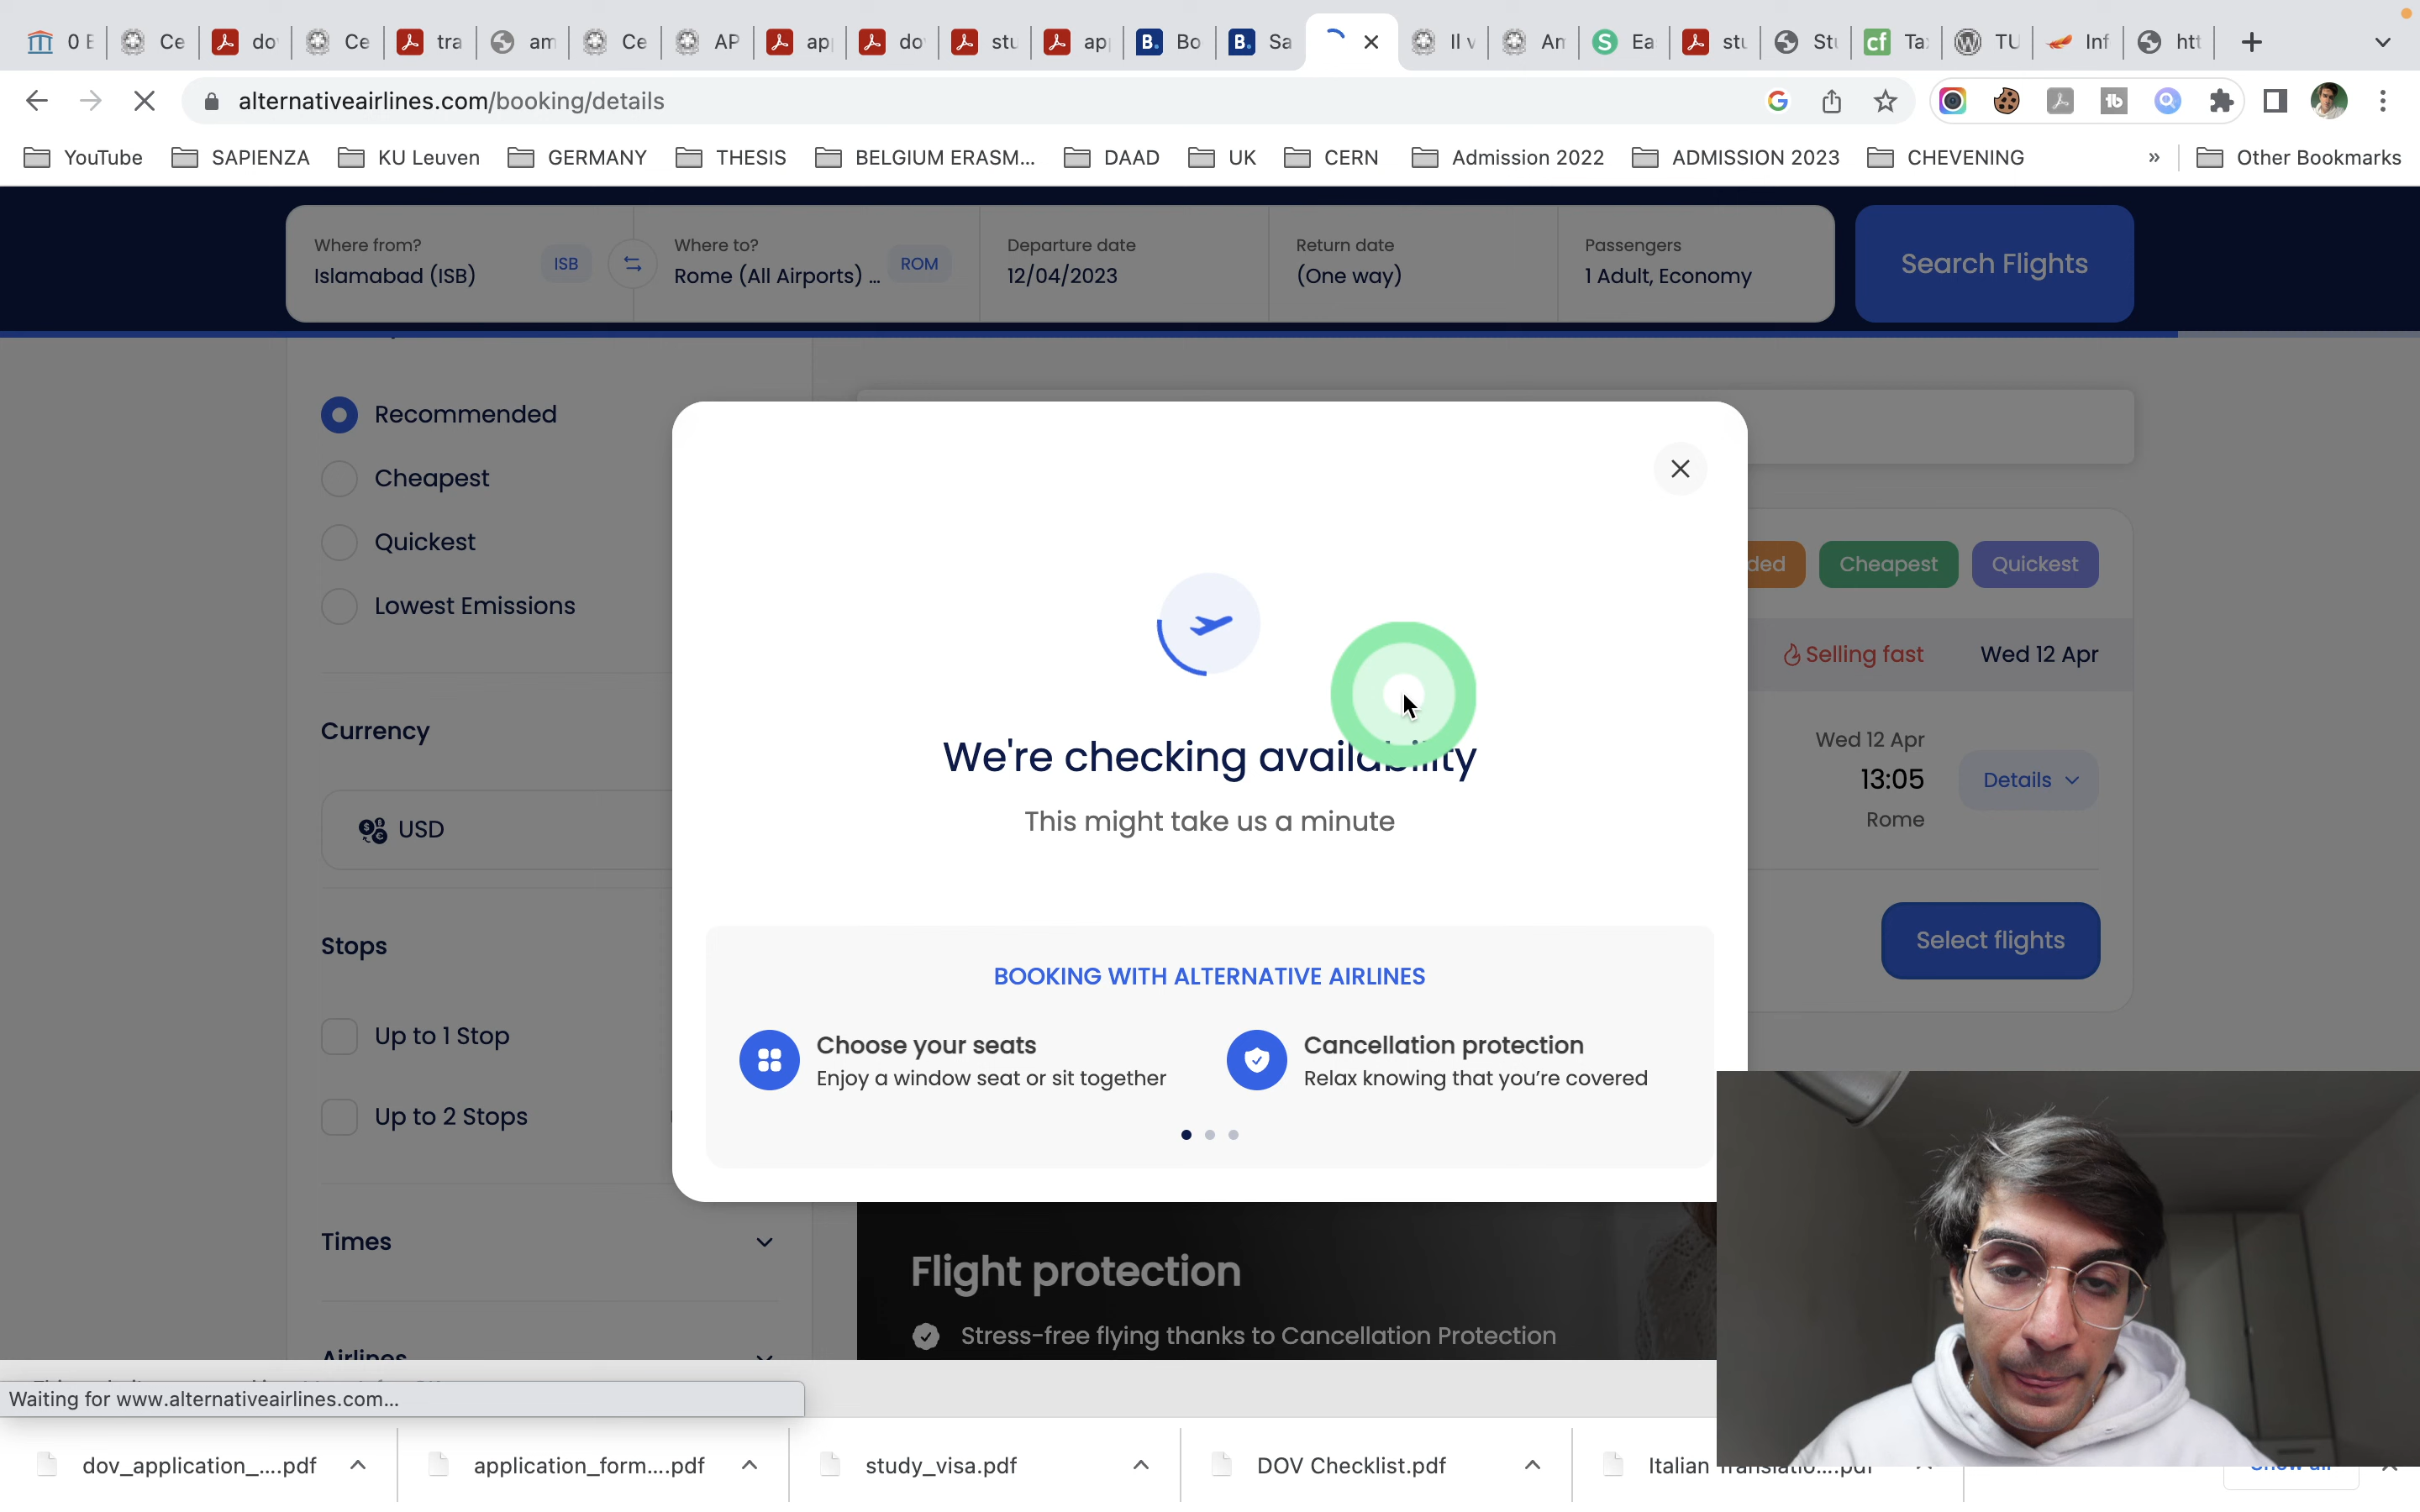 0 E
Ce
do
Ce
tra
am
Ce
AP
ap
do
stu
ap
B. Bo
B. Sa
Il v
Am
S Ea
stu
Stu
cf Ta
TU
Inf
htt
alternativeairlines.com/booking/details
YouTube
SAPIENZA
KU Leuven
GERMANY
THESIS
BELGIUM ERASM...
DAAD
UK
CERN
Admission 2022
ADMISSION 2023
CHEVENING
»
Other Bookmarks
Where from?
Islamabad (ISB)
ISB
Where to?
Rome (All Airports) ...
ROM
Departure date
12/04/2023
Return date
(One way)
Passengers
1 Adult, Economy
Search Flights
Recommended
Cheapest
Quickest
Lowest Emissions
Currency
USD
Stops
Up to 1 Stop
Up to 2 Stops
Times
Airlines
We're checking availability
This might take us a minute
BOOKING WITH ALTERNATIVE AIRLINES
Choose your seats
Enjoy a window seat or sit together
Cancellation protection
Relax knowing that you're covered
ded
Cheapest
Quickest
Selling fast
Wed 12 Apr
Wed 12 Apr
13:05
Rome
Details
Select flights
Flight protection
Stress-free flying thanks to Cancellation Protection
Waiting for www.alternativeairlines.com...
dov_application_....pdf
application_form....pdf
study_visa.pdf
DOV Checklist.pdf
Italian Translatio....pdf
Show all